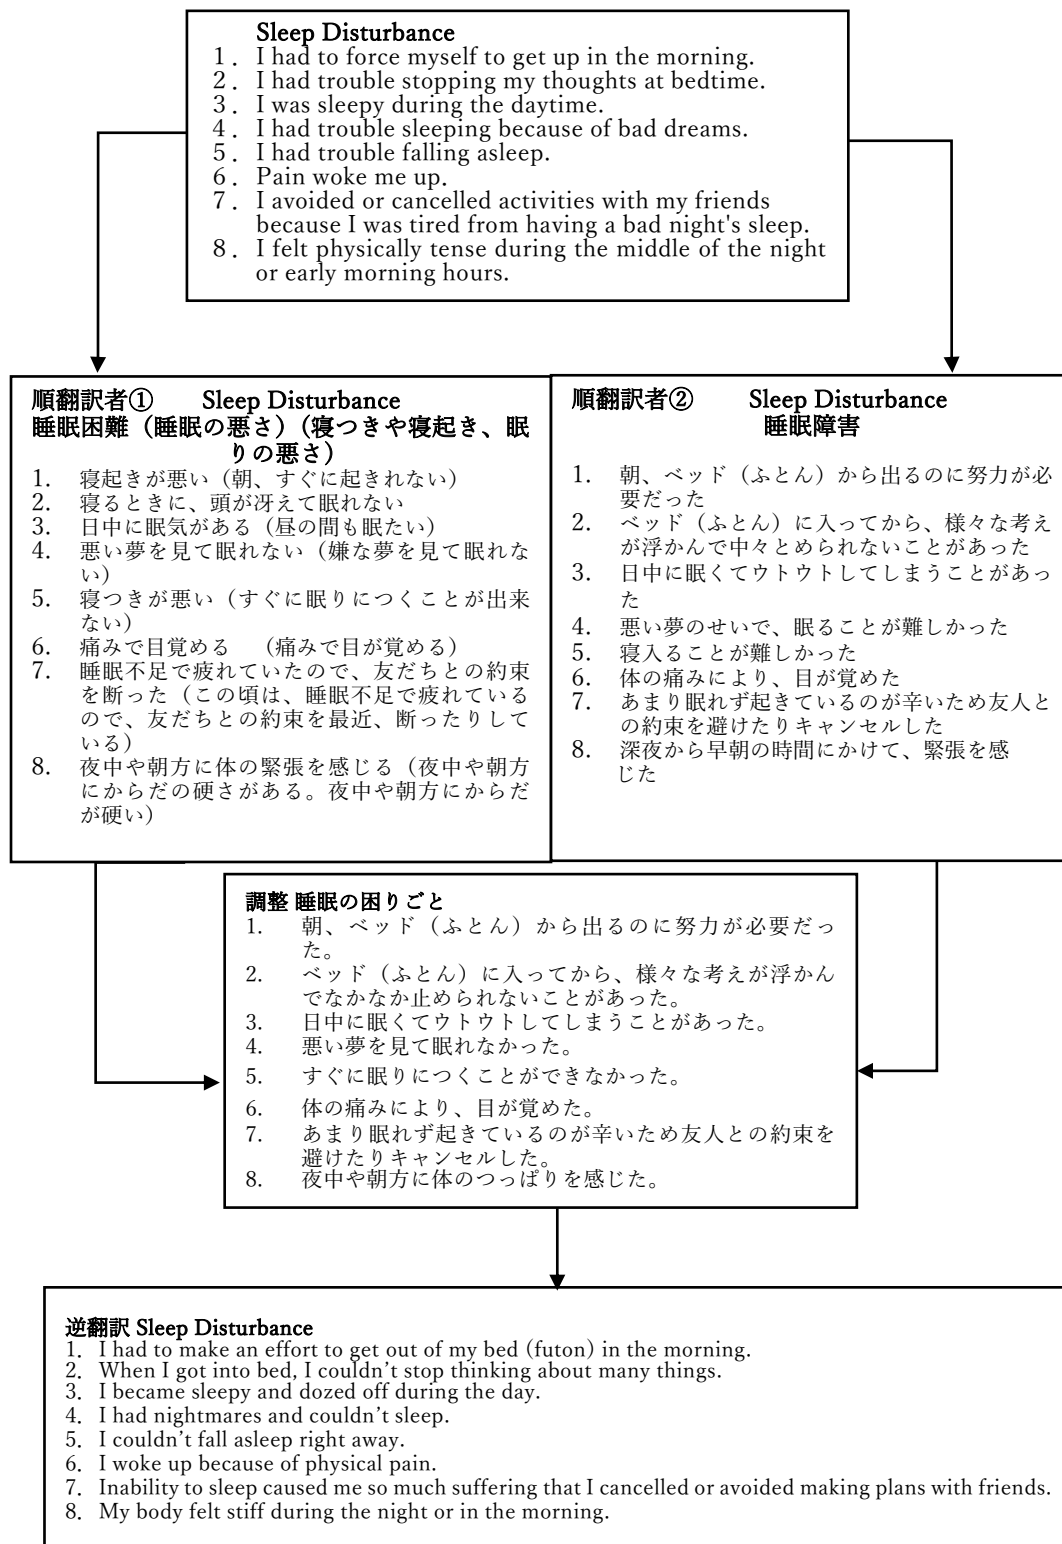 Sleep Disturbance
1. I had to force myself to get up in the morning.
2. I had trouble stopping my thoughts at bedtime.
3. I was sleepy during the daytime.
4. I had trouble sleeping because of bad dreams.
5. I had trouble falling asleep.
6. Pain woke me up.
7. I avoided or cancelled activities with my friends
because I was tired from having a bad night's sleep.
8. I felt physically tense during the middle of the night
or early morning hours.
順翻訳者① Sleep Disturbance
睡眠困難（睡眠の悪さ）（寝つきや寝起き、眠
りの悪さ）
1. 寝起きが悪い（朝、すぐに起きれない）
2. 寝るときに、頭が冴えて眠れない
3. 日中に眠気がある（昼の間も眠たい）
4. 悪い夢を見て眠れない（嫌な夢を見て眠れな
い）
5. 寝つきが悪い（すぐに眠りにつくことが出来
ない）
6. 痛みで目覚める （痛みで目が覚める）
7. 睡眠不足で疲れていたので、友だちとの約束
を断った（この頃は、睡眠不足で疲れている
ので、友だちとの約束を最近、断ったりして
いる）
8. 夜中や朝方に体の緊張を感じる（夜中や朝方
にからだの硬さがある。夜中や朝方にからだ
が硬い）
順翻訳者② Sleep Disturbance
睡眠障害
1. 朝、ベッド（ふとん）から出るのに努力が必
要だった
2. ベッド（ふとん）に入ってから、様々な考え
が浮かんで中々とめられないことがあった
3. 日中に眠くてウトウトしてしまうことがあっ
た
4. 悪い夢のせいで、眠ることが難しかった
5. 寝入ることが難しかった
6. 体の痛みにより、目が覚めた
7. あまり眠れず起きているのが辛いため友人と
の約束を避けたりキャンセルした
8. 深夜から早朝の時間にかけて、緊張を感
じた
調整 睡眠の困りごと
1. 朝、ベッド（ふとん）から出るのに努力が必要だっ
た。
2. ベッド（ふとん）に入ってから、様々な考えが浮かん
でなかなか止められないことがあった。
3. 日中に眠くてウトウトしてしまうことがあった。
4. 悪い夢を見て眠れなかった。
5. すぐに眠りにつくことができなかった。
6. 体の痛みにより、目が覚めた。
7. あまり眠れず起きているのが辛いため友人との約束を
避けたりキャンセルした。
8. 夜中や朝方に体のつっぱりを感じた。
逆翻訳 Sleep Disturbance
1. I had to make an effort to get out of my bed (futon) in the morning.
2. When I got into bed, I couldn’t stop thinking about many things.
3. I became sleepy and dozed off during the day.
4. I had nightmares and couldn’t sleep.
5. I couldn’t fall asleep right away.
6. I woke up because of physical pain.
7. Inability to sleep caused me so much suffering that I cancelled or avoided making plans with friends.
8. My body felt stiff during the night or in the morning.